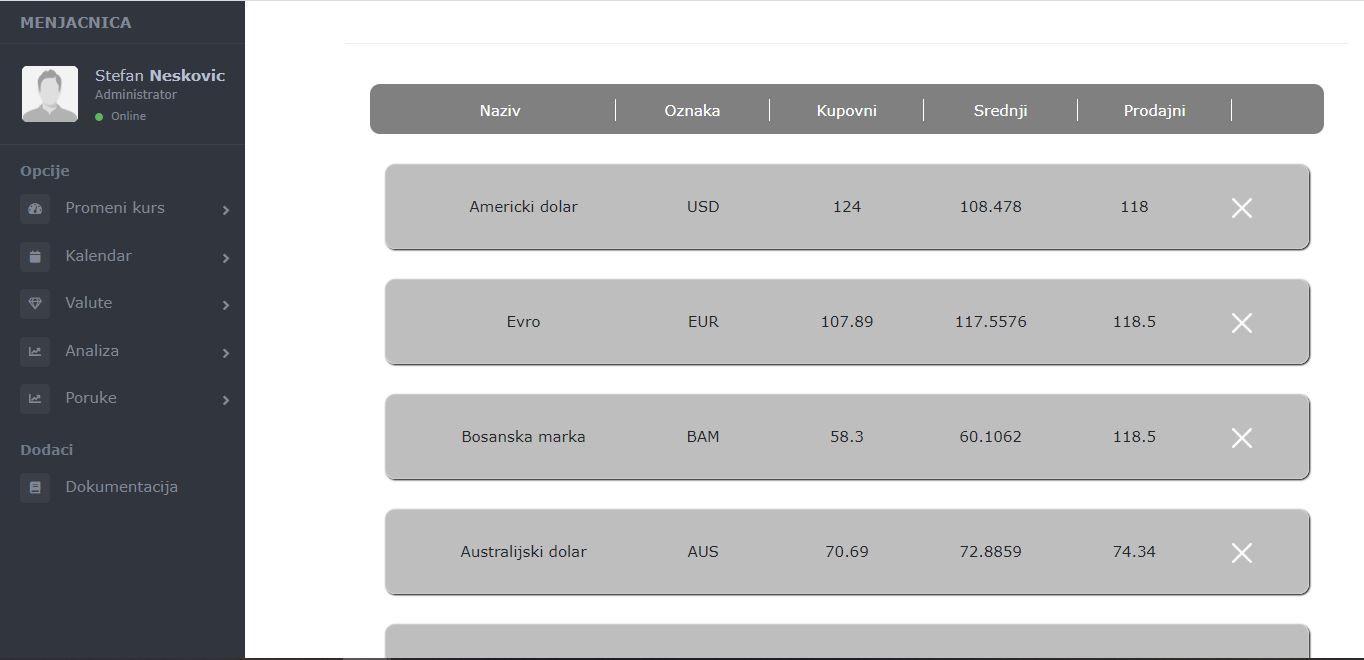 MENJACNICA
Stefan Neskovic
Administrator
Online
Opcije
Promeni kurs
Kalendar
Valute
Analiza
Poruke
Dodaci
Dokumentacija
Naziv Oznaka Kupovni Srednji Prodajni
Americki dolar USD 124 108.478 118
Evro EUR 107.89 117.5576 118.5
Bosanska marka BAM 58.3 60.1062 118.5
Australijski dolar AUS 70.69 72.8859 74.34